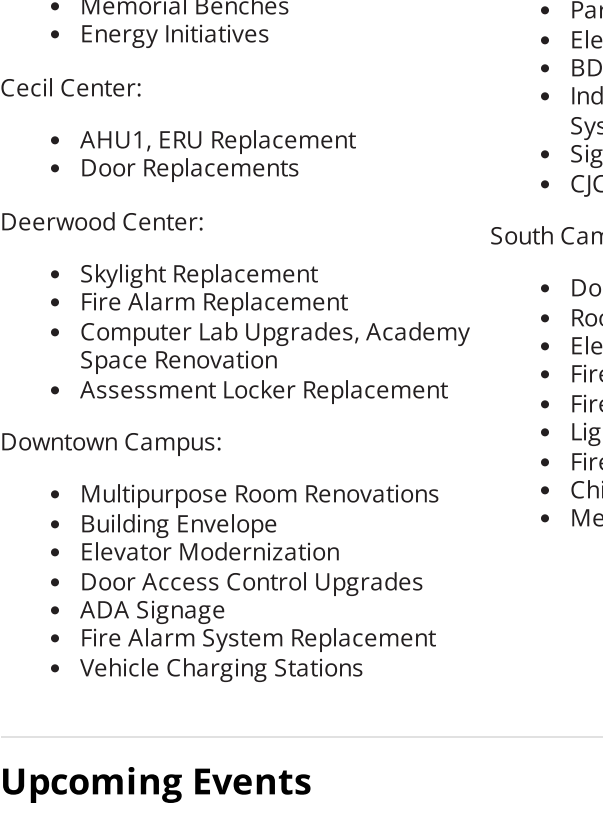 Memorial Benches
Energy Initiatives
Cecil Center:
AHU1, ERU Replacement
Door Replacements
Deerwood Center:
Skylight Replacement
Fire Alarm Replacement
Computer Lab Upgrades, Academy
Space Renovation
Assessment Locker Replacement
Downtown Campus:
Multipurpose Room Renovations
Building Envelope
Elevator Modernization
Door Access Control Upgrades
ADA Signage
Fire Alarm System Replacement
Vehicle Charging Stations
South
Upcoming Events